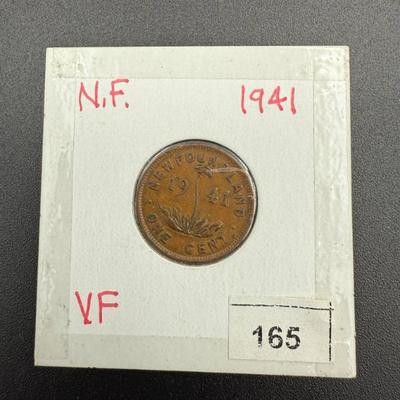 N.F. 1941
NEWFOUNDLAND
19 41
ONE CENT
VF
165